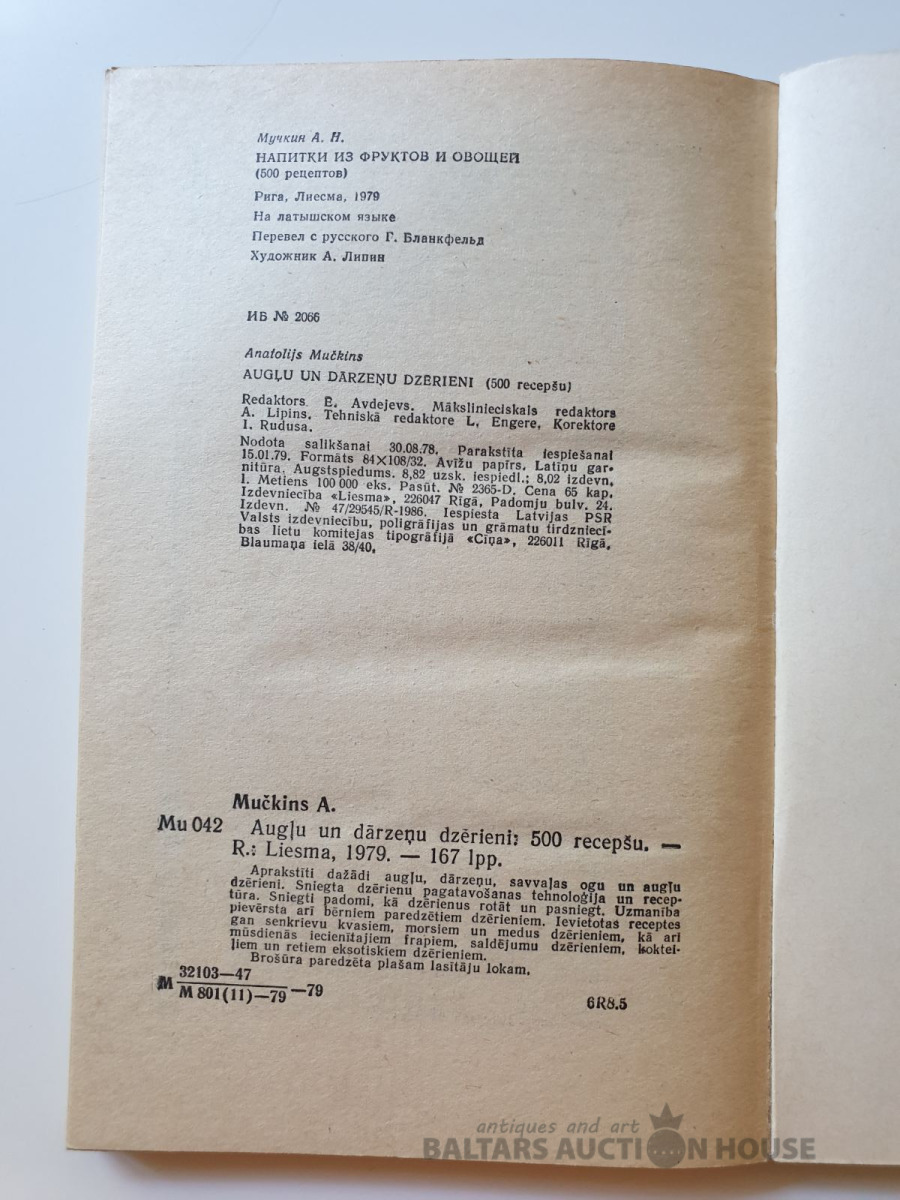 Мучкин А. Н.
НАПИТКИ ИЗ ФРУКТОВ И ОВОЩЕЙ
(500 рецептов)
Рига, Лиесма, 1979
На латышском языке
Перевел с русского Г. Бланкфельд
Художник А. Липин
ИБ № 2066
Anatolijs Mučkins
AUGĻU UN DĀRZEŅU DZĒRIENI (500 recepšu)
Redaktors Ē. Avdejevs. Mākslinieciskais redaktors
A. Lipins. Tehniskā redaktore L. Engere. Korektore
I. Rudusa.
Nodota salikšanai 30.08.78. Parakstīta iespiešanai
15.01.79. Formāts 84×108/32. Avīžu papīrs. Latīņu gar-
nitūra. Augstspiedums. 8,82 uzsk. iespiedl.; 8,02 izdevn.
l. Metiens 100 000 eks. Pasūt. № 2365-D. Cena 65 kap.
Izdevniecība «Liesma», 226047 Rīgā, Padomju bulv. 24.
Izdevn. № 47/29545/R-1986. Iespiesta Latvijas PSR
Valsts izdevniecību, poligrāfijas un grāmatu tirdzniecī-
bas lietu komitejas tipogrāfijā «Cīņa», 226011 Rīgā,
Blaumaņa ielā 38/40.
Mučkins A.
Mu 042 Augļu un dārzeņu dzērieni: 500 recepšu. —
R.: Liesma, 1979. — 167 lpp.
Aprakstīti dažādi augļu, dārzeņu, savvaļas ogu un augļu
dzērieni. Sniegta dzērienu pagatavošanas tehnoloģija un recep-
tūra. Sniegti padomi, kā dzērienus rotāt un pasniegt. Uzmanība
pievērsta arī bērniem paredzētiem dzērieniem. Ievietotas receptes
gan senkrievu kvasiem, morsiem un medus dzērieniem, kā arī
mūsdienās iecienītajiem frapiem, saldējumu dzērieniem, koktei-
ļiem un retiem eksotiskiem dzērieniem.
Brošūra paredzēta plašam lasītāju lokam.
32103—47
M —79
M 801(11)—79
6R8.5
antiques and art
BALTARS AUCTION HOUSE